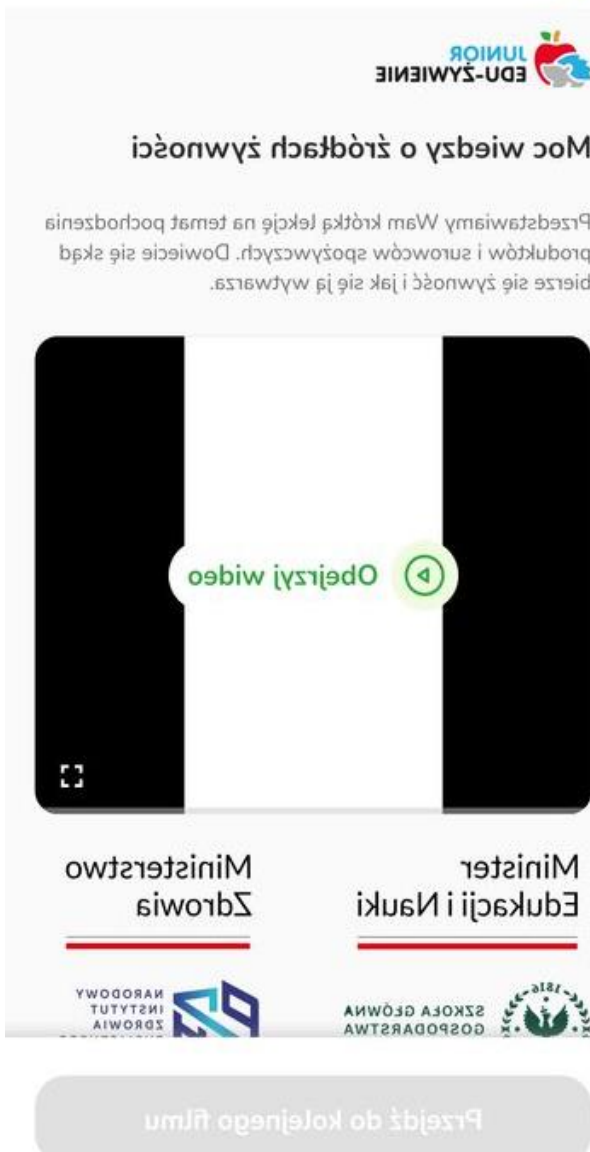 JUNIOR
EDU-ŻYWIENIE
Moc wiedzy o źródłach żywności
Przedstawiamy Wam krótką lekcję na temat pochodzenia
produktów i surowców spożywczych. Dowiecie się skąd
bierze się żywność i jak się ją wytwarza.
Obejrzyj wideo
Minister
Edukacji i Nauki
Ministerstwo
Zdrowia
1816
SZKOŁA GŁÓWNA
GOSPODARSTWA
NARODOWY
INSTYTUT
ZDROWIA
Przejdź do kolejnego filmu